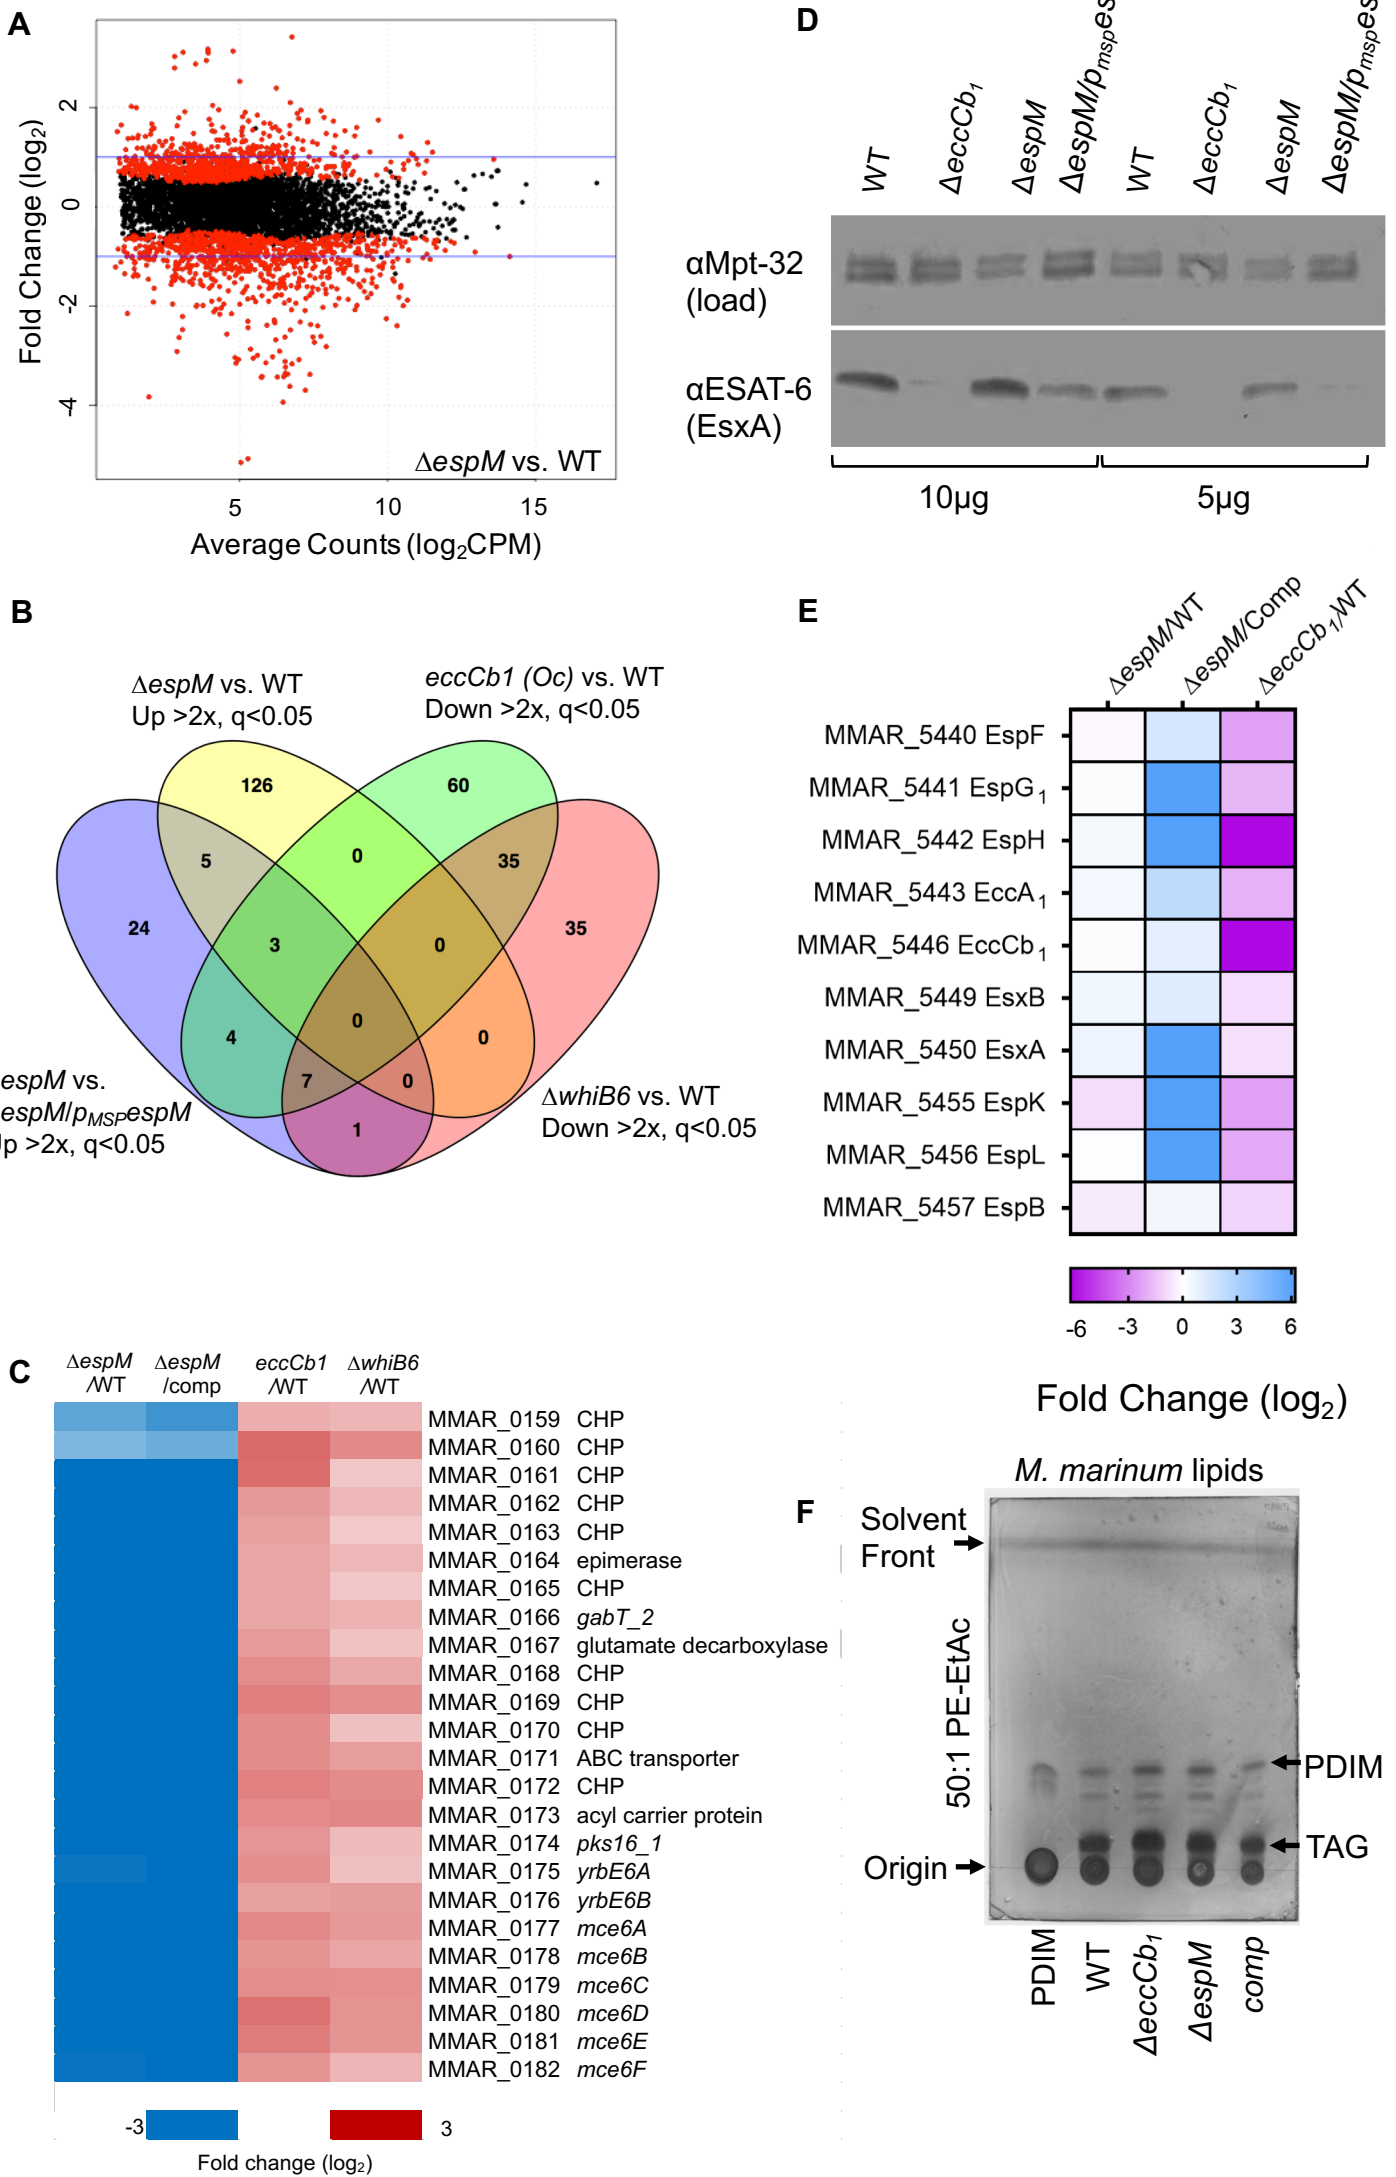 A
Fold Change (log2)
2
0
-2
-4
5
10
15
ΔespM vs. WT
Average Counts (log2CPM)
B
ΔespM vs. WT
Up >2x, q<0.05
eccCb1 (Oc) vs. WT
Down >2x, q<0.05
126
60
5
0
35
24
3
0
35
4
0
0
7
0
1
espM vs.
espM/pMSPespM
p >2x, q<0.05
ΔwhiB6 vs. WT
Down >2x, q<0.05
C
ΔespM /WT
ΔespM /comp
eccCb1 /WT
ΔwhiB6 /WT
MMAR_0159 CHP
MMAR_0160 CHP
MMAR_0161 CHP
MMAR_0162 CHP
MMAR_0163 CHP
MMAR_0164 epimerase
MMAR_0165 CHP
MMAR_0166 gabT_2
MMAR_0167 glutamate decarboxylase
MMAR_0168 CHP
MMAR_0169 CHP
MMAR_0170 CHP
MMAR_0171 ABC transporter
MMAR_0172 CHP
MMAR_0173 acyl carrier protein
MMAR_0174 pks16_1
MMAR_0175 yrbE6A
MMAR_0176 yrbE6B
MMAR_0177 mce6A
MMAR_0178 mce6B
MMAR_0179 mce6C
MMAR_0180 mce6D
MMAR_0181 mce6E
MMAR_0182 mce6F
-3
3
Fold change (log2)
D
WT
ΔeccCb1
ΔespM
ΔespM/pmspes
WT
ΔeccCb1
ΔespM
ΔespM/pmspes
αMpt-32
(load)
αESAT-6
(EsxA)
10µg
5µg
E
ΔespM/WT
ΔespM/Comp
ΔeccCb1/WT
MMAR_5440 EspF
MMAR_5441 EspG1
MMAR_5442 EspH
MMAR_5443 EccA1
MMAR_5446 EccCb1
MMAR_5449 EsxB
MMAR_5450 EsxA
MMAR_5455 EspK
MMAR_5456 EspL
MMAR_5457 EspB
-6 -3 0 3 6
Fold Change (log2)
F
M. marinum lipids
Solvent
Front
50:1 PE-EtAc
PDIM
TAG
Origin
PDIM
WT
ΔeccCb1
ΔespM
comp